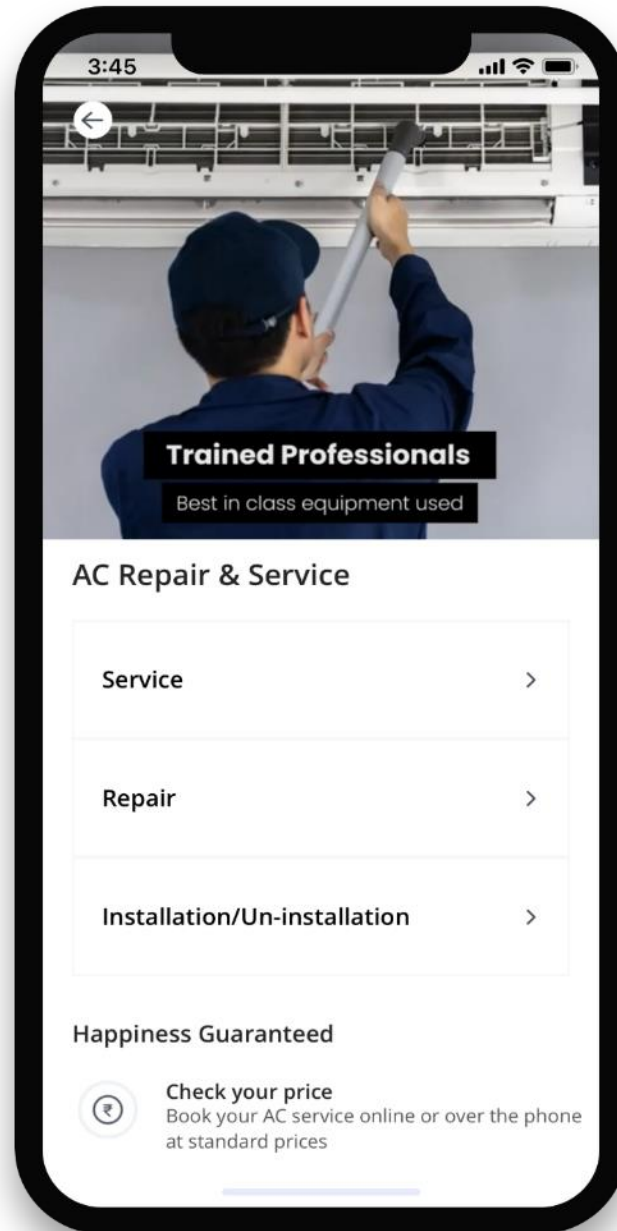 3:45
Trained Professionals
Best in class equipment used
AC Repair & Service
Service
Repair
Installation/Un-installation
Happiness Guaranteed
₹
Check your price
Book your AC service online or over the phone
at standard prices